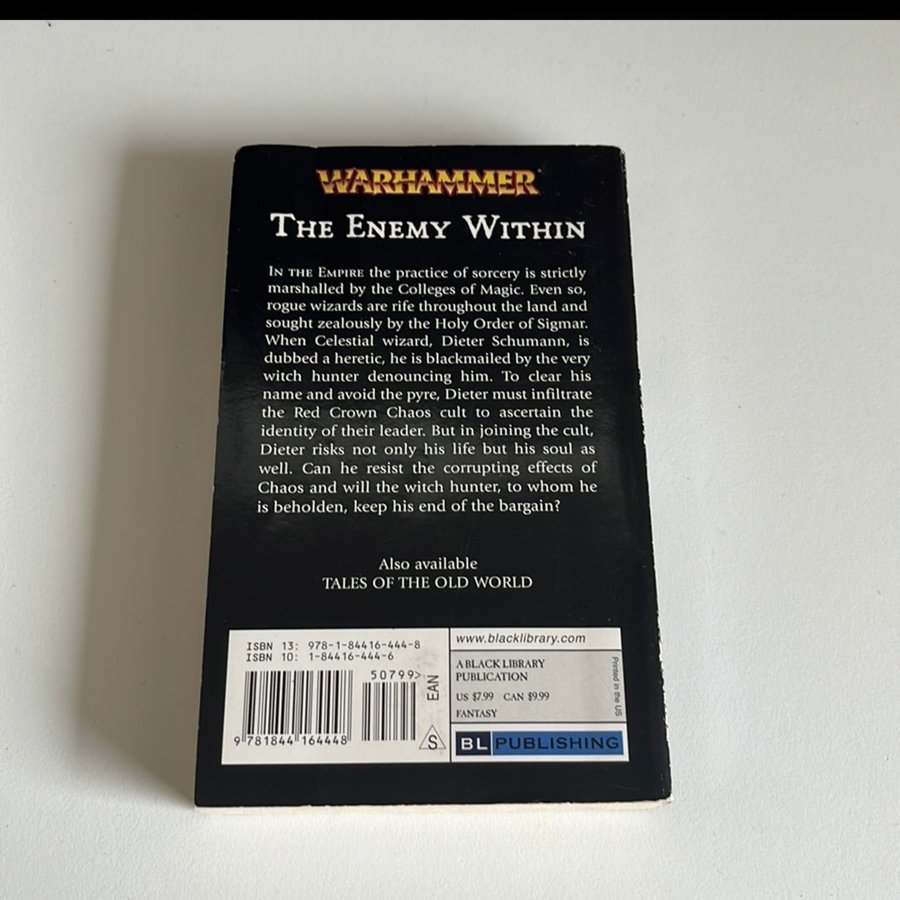 WARHAMMER
THE ENEMY WITHIN
IN THE EMPIRE the practice of sorcery is strictly
marshalled by the Colleges of Magic. Even so,
rogue wizards are rife throughout the land and
sought zealously by the Holy Order of Sigmar.
When Celestial wizard, Dieter Schumann, is
dubbed a heretic, he is blackmailed by the very
witch hunter denouncing him. To clear his
name and avoid the pyre, Dieter must infiltrate
the Red Crown Chaos cult to ascertain the
identity of their leader. But in joining the cult,
Dieter risks not only his life but his soul as
well. Can he resist the corrupting effects of
Chaos and will the witch hunter, to whom he
is beholden, keep his end of the bargain?
Also available
TALES OF THE OLD WORLD
ISBN 13: 978-1-84416-444-8
ISBN 10: 1-84416-444-6
50799>
EAN
9 781844 164448
S
www.blacklibrary.com
A BLACK LIBRARY
PUBLICATION
US $7.99 CAN $9.99
FANTASY
Printed in the US
BL PUBLISHING